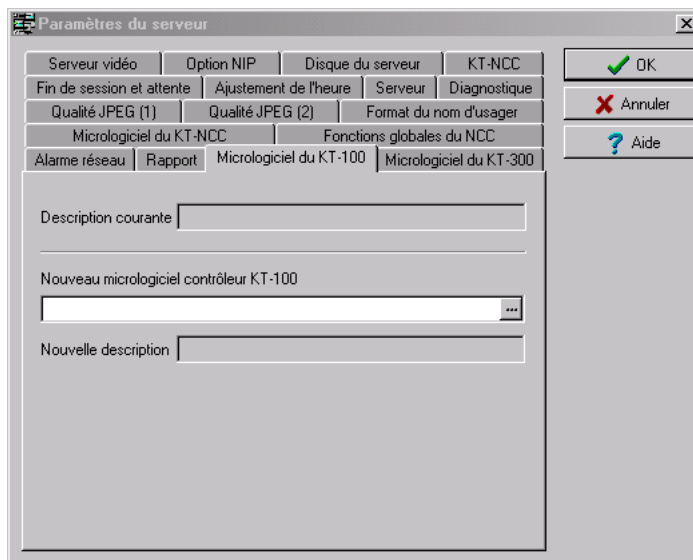 Paramètres du serveur
Serveur vidéo Option NIP Disque du serveur KT-NCC
Fin de session et attente Ajustement de l'heure Serveur Diagnostique
Qualité JPEG (1) Qualité JPEG (2) Format du nom d'usager
Micrologiciel du KT-NCC Fonctions globales du NCC
Alarme réseau Rapport Micrologiciel du KT-100 Micrologiciel du KT-300
OK
Annuler
Aide
Description courante
Nouveau micrologiciel contrôleur KT-100
...
Nouvelle description